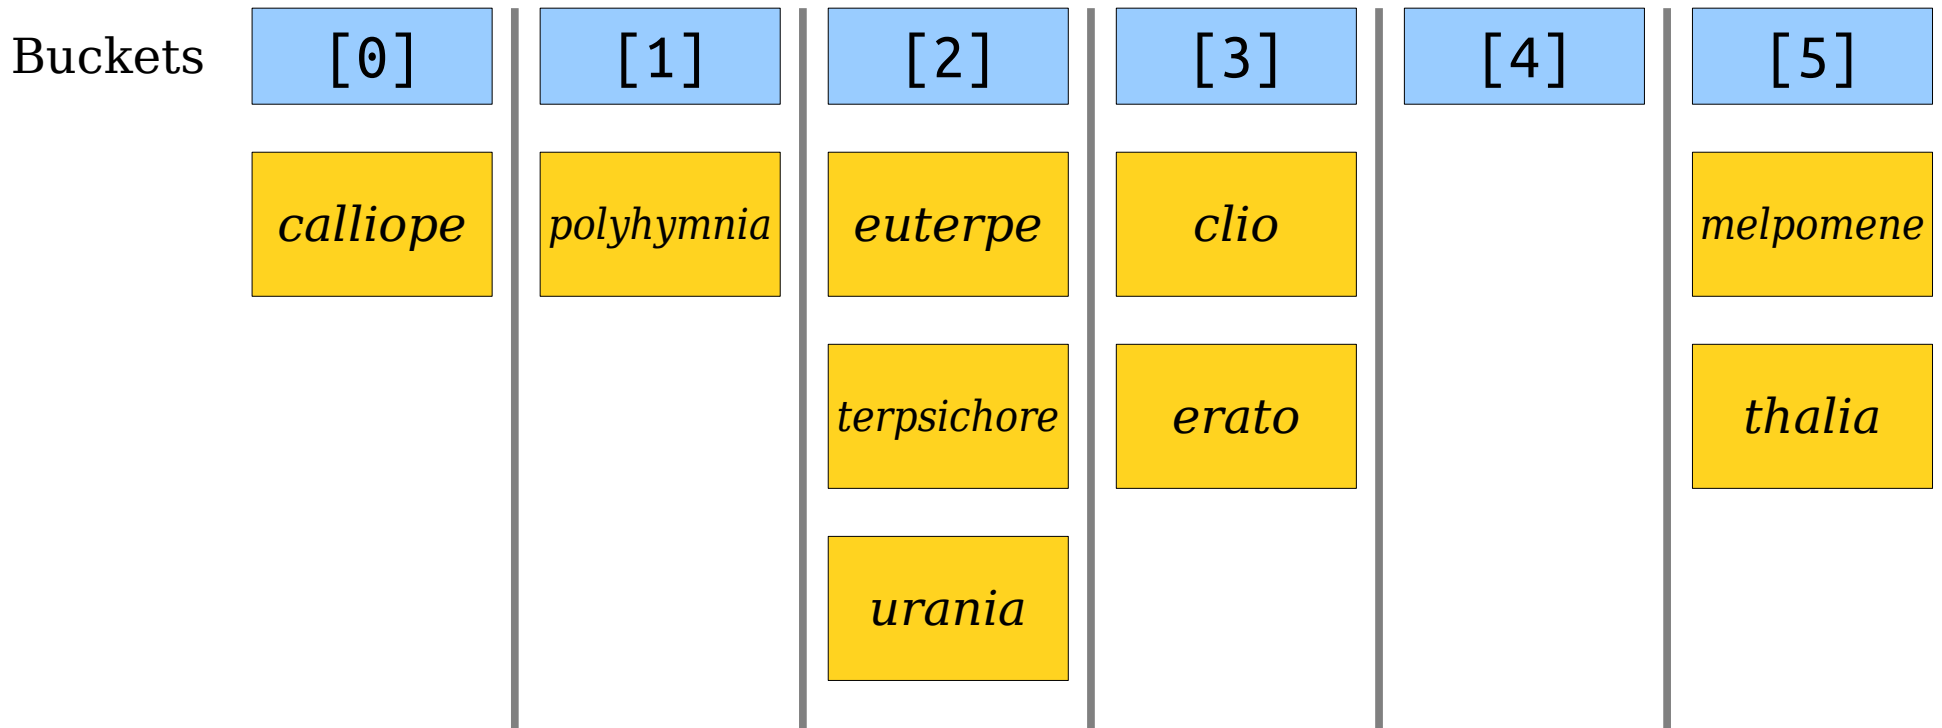 Buckets [0] [1] [2] [3] [4] [5]
calliope polyhymnia euterpe clio melpomene
terpsichore erato thalia
urania